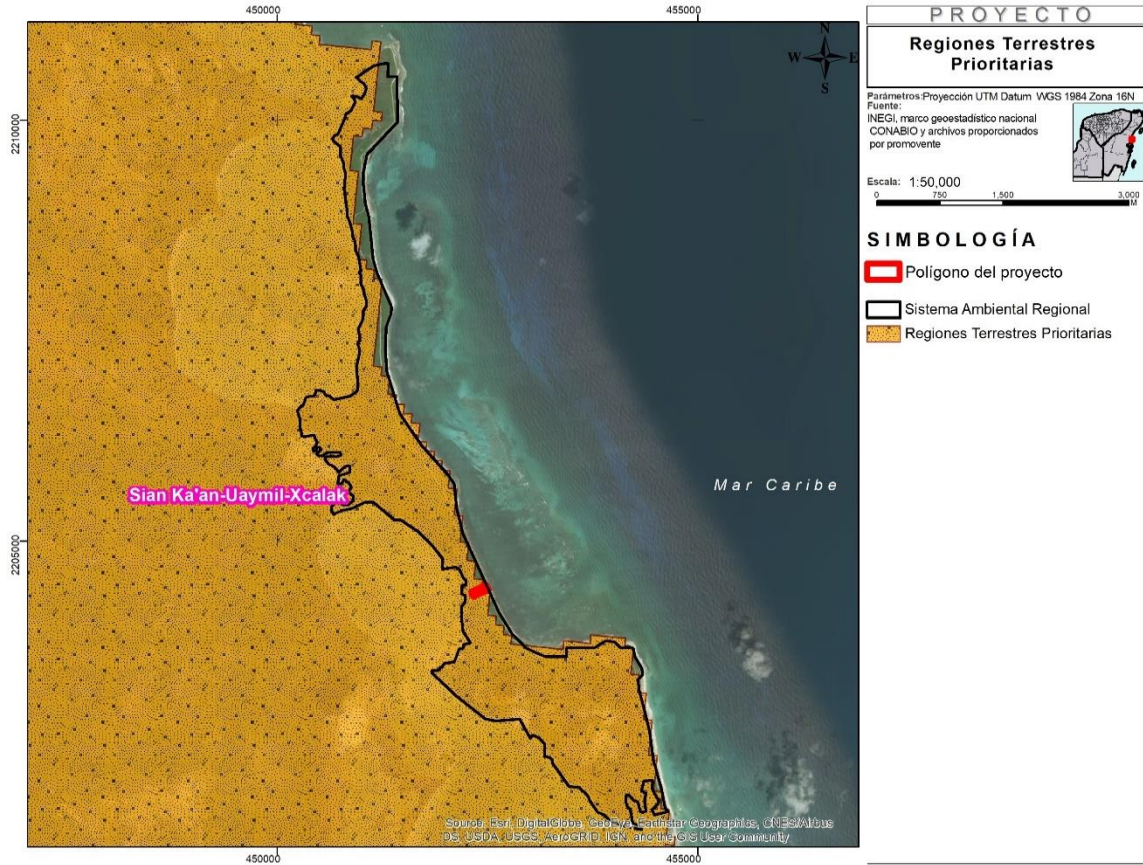 450000
455000
2210000
2205000
N
W E
S
Sian Ka'an-Uaymil-Xcalak
Mar Caribe
Source: Esri, DigitalGlobe, GeoEye, Earthstar Geographics, CNES/Airbus
DS, USDA, USGS, AeroGRID, IGN, and the GIS User Community
450000
455000
PROYECTO
Regiones Terrestres
Prioritarias
Parámetros:Proyección UTM Datum WGS 1984 Zona 16N
Fuente:
INEGI, marco geoestadístico nacional
CONABIO y archivos proporcionados
por promovente
Escala: 1:50,000
0 750 1,500 3,000
M
SIMBOLOGÍA
Polígono del proyecto
Sistema Ambiental Regional
Regiones Terrestres Prioritarias